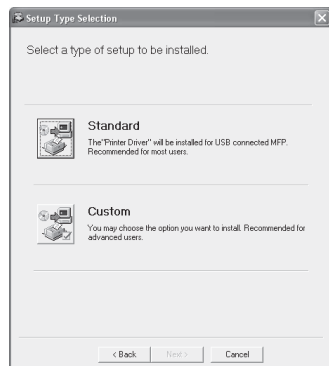 Setup Type Selection
Select a type of setup to be installed.
Standard
The"Printer Driver" will be installed for USB connected MFP.
Recommended for most users.
Custom
You may choose the option you want to install. Recommended for
advanced users.
< Back Next > Cancel